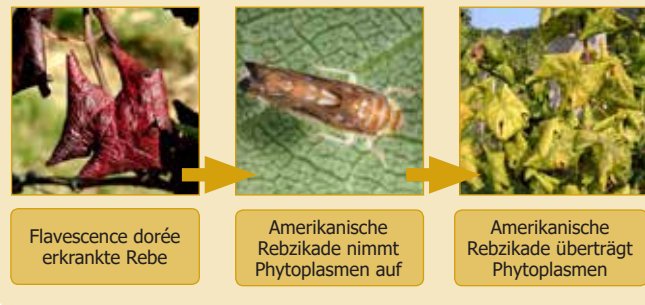 Flavescence dorée
erkrankte Rebe
Amerikanische
Rebzikade nimmt
Phytoplasmen auf
Amerikanische
Rebzikade überträgt
Phytoplasmen